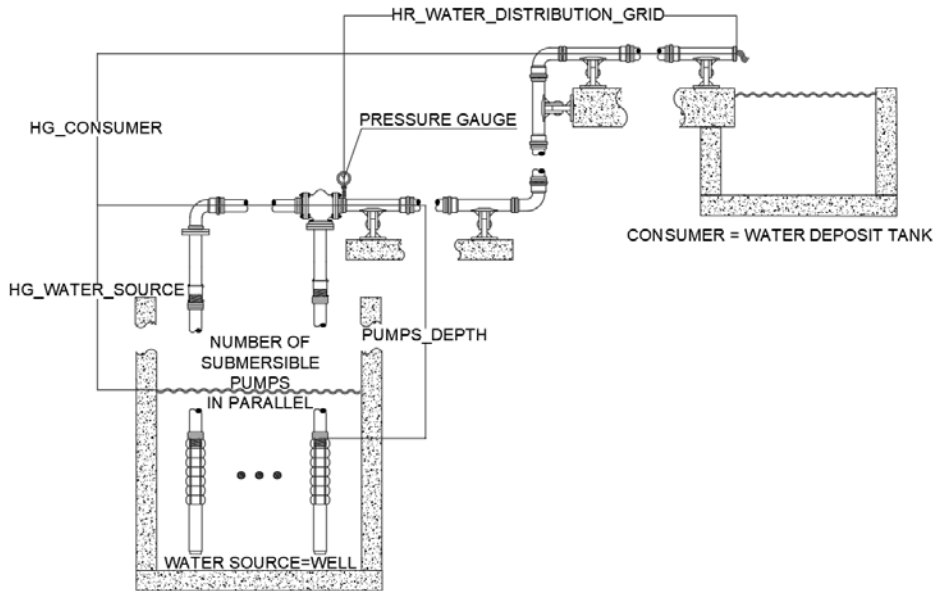 HR_WATER_DISTRIBUTION_GRID
HG_CONSUMER
PRESSURE GAUGE
CONSUMER = WATER DEPOSIT TANK
HG_WATER_SOURCE
PUMPS_DEPTH
NUMBER OF
SUBMERSIBLE
PUMPS
IN PARALLEL
WATER SOURCE=WELL